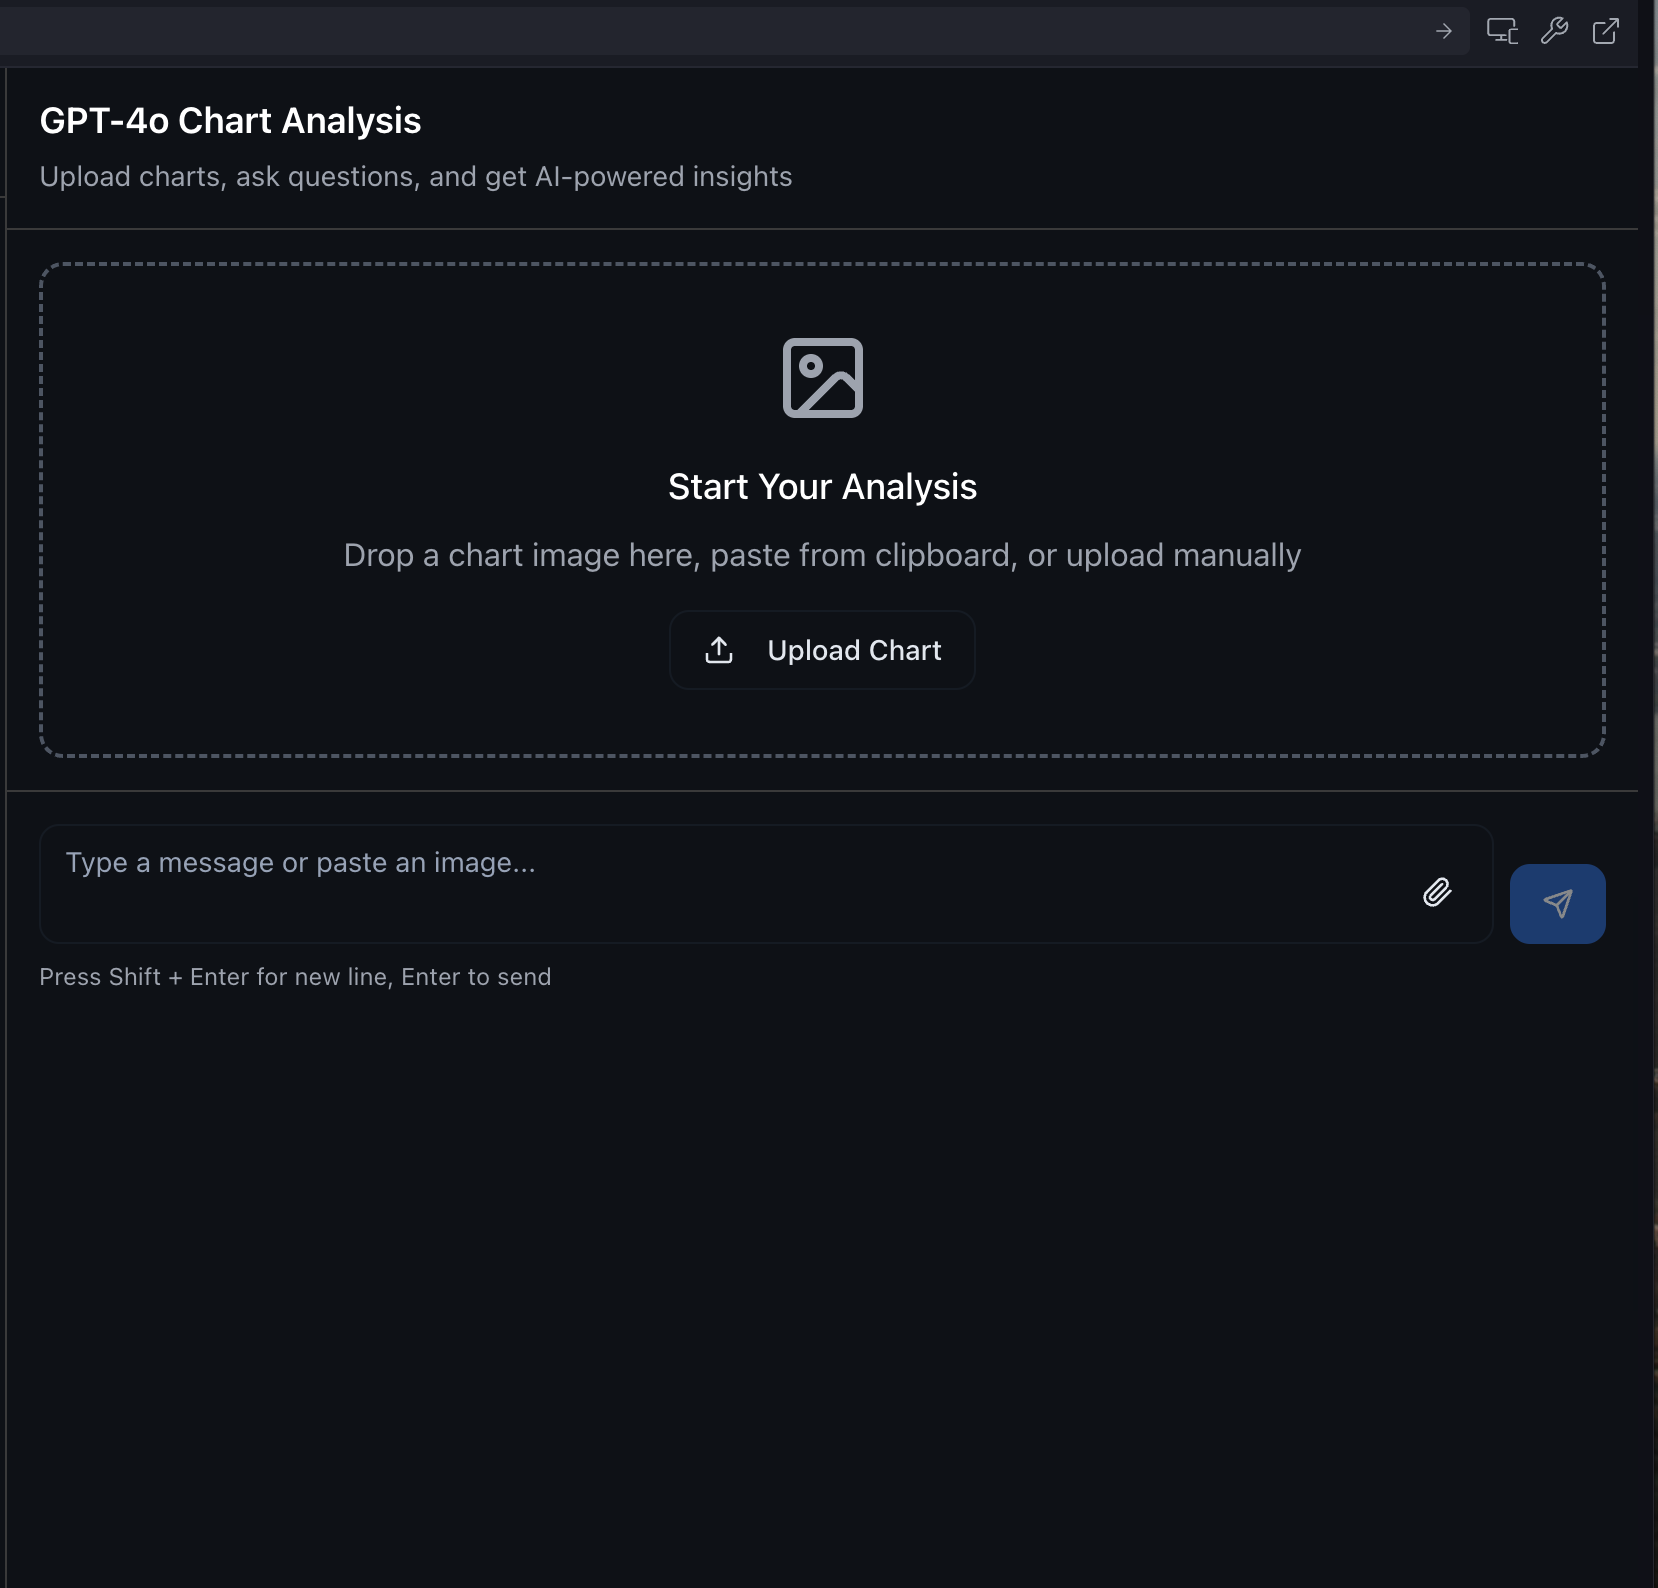 GPT-4o Chart Analysis
Upload charts, ask questions, and get AI-powered insights
Start Your Analysis
Drop a chart image here, paste from clipboard, or upload manually
Upload Chart
Type a message or paste an image...
Press Shift + Enter for new line, Enter to send